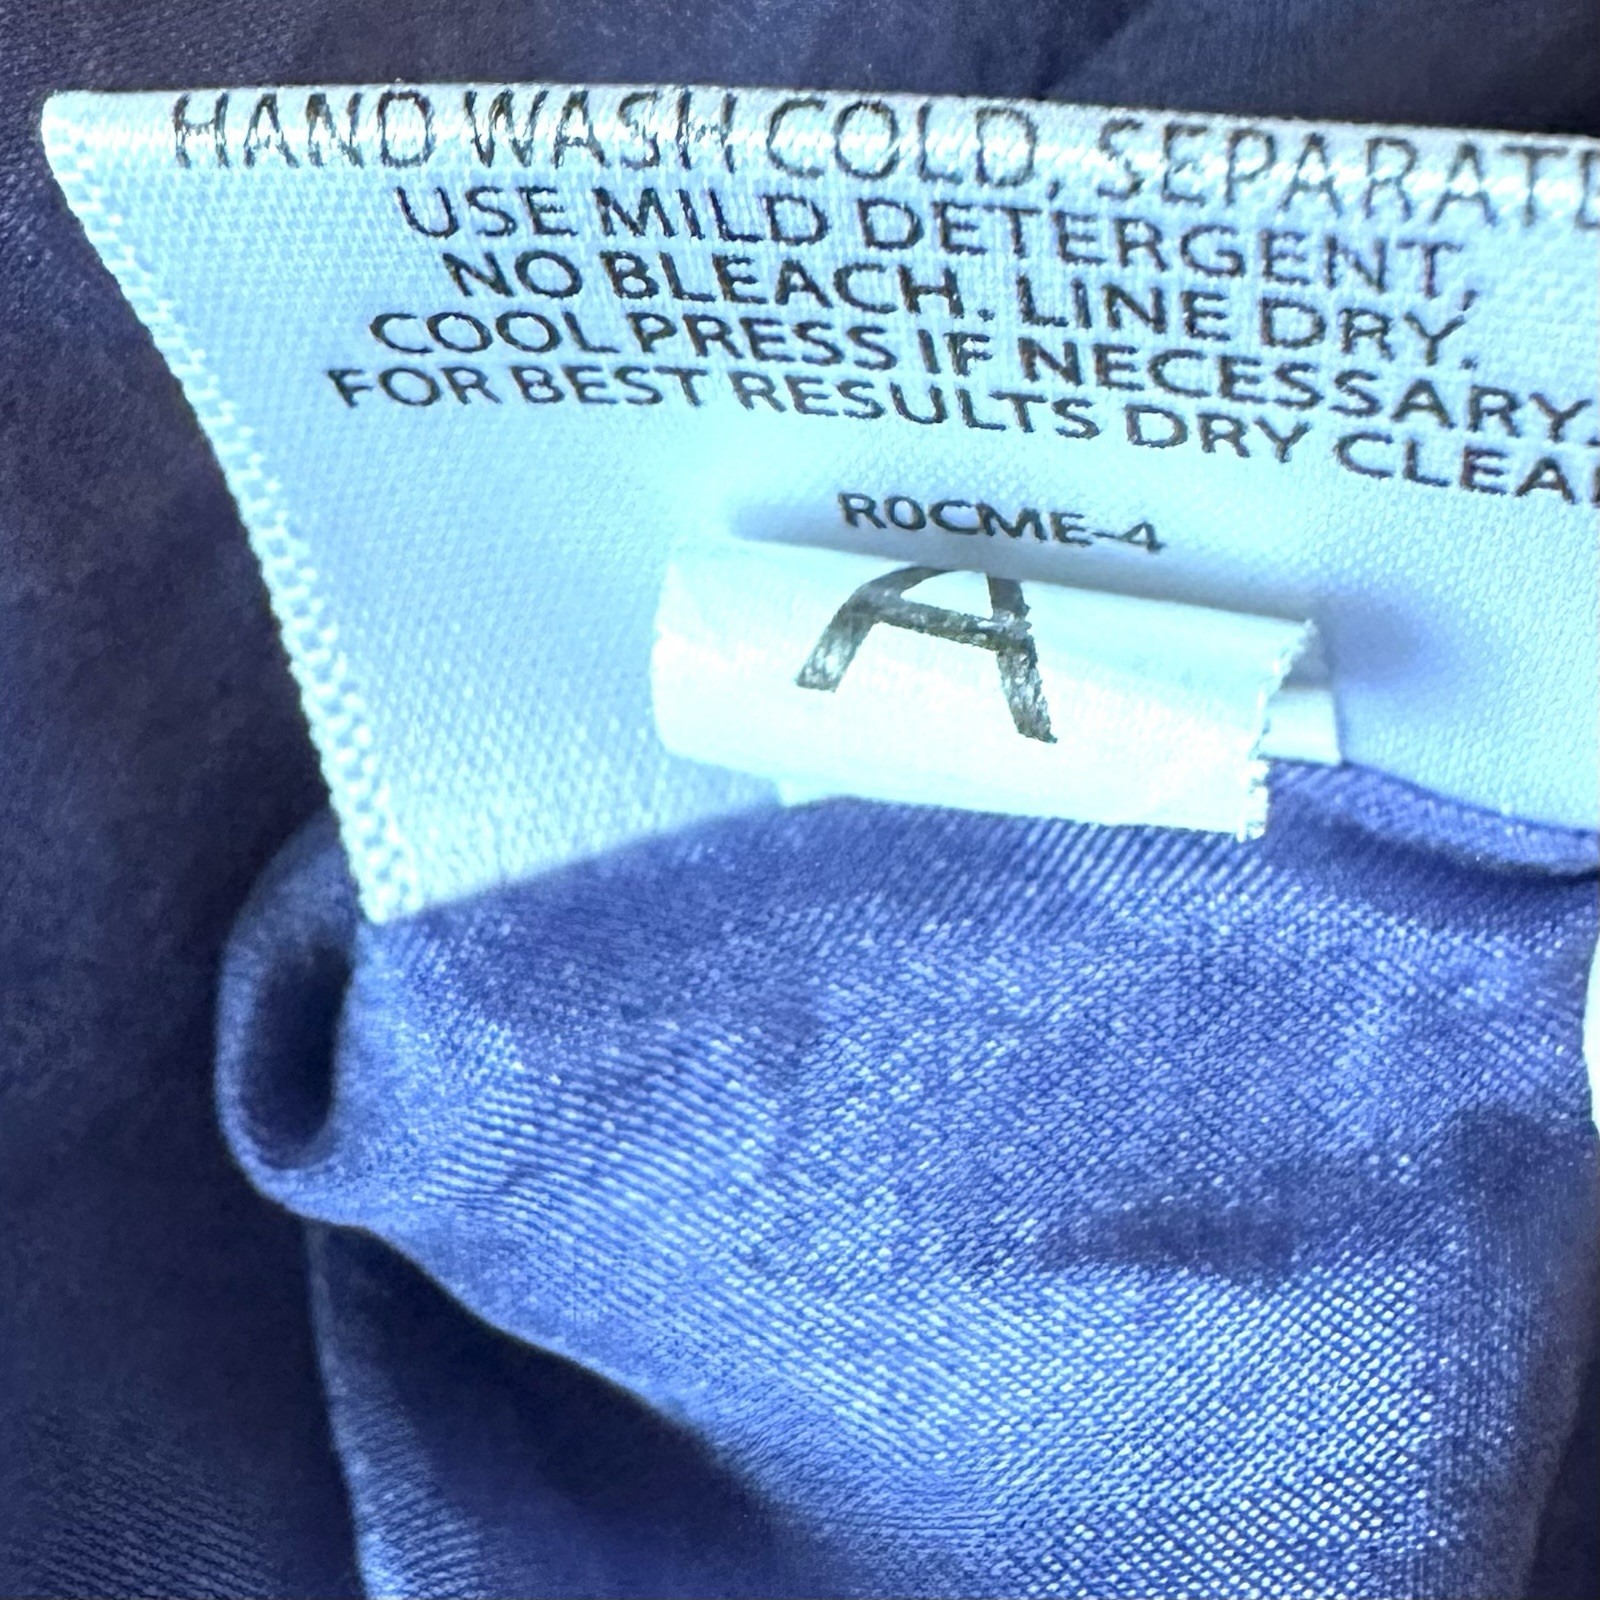 HAND WASH COLD, SEPARATE
USE MILD DETERGENT,
NO BLEACH. LINE DRY.
COOL PRESS IF NECESSARY.
FOR BEST RESULTS DRY CLEA
ROCME-4
A